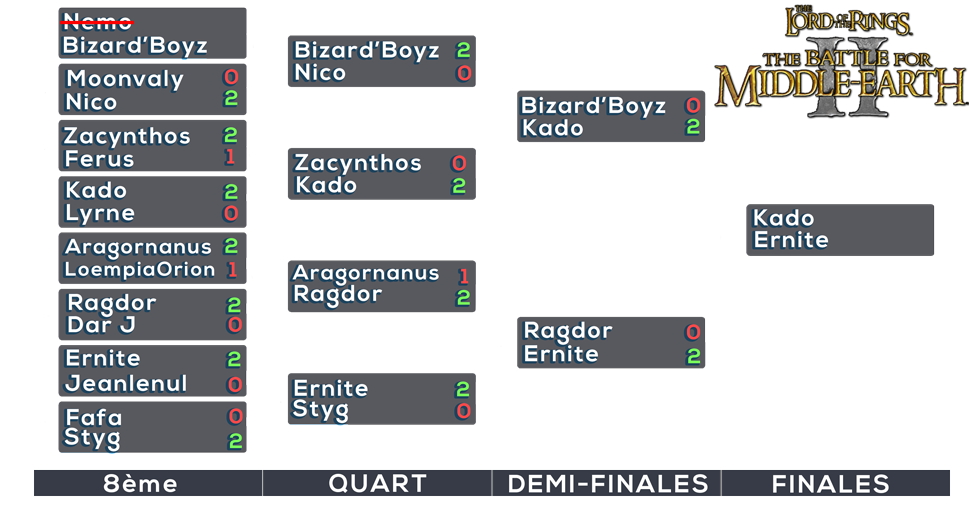 Nemo
Bizard'Boyz
Moonvaly 0
Nico 2
Zacynthos 2
Ferus 1
Kado 2
Lyrne 0
Aragornanus 2
LoempiaOrion 1
Ragdor 2
Dar J 0
Ernite 2
Jeanlenul 0
Fafa 0
Styg 2
Bizard'Boyz 2
Nico 0
Zacynthos 0
Kado 2
Aragornanus 1
Ragdor 2
Ernite 2
Styg 0
Bizard'Boyz 0
Kado 2
Ragdor 0
Ernite 2
THE
LORD OF THE RINGS
II
THE BATTLE FOR
MIDDLE-EARTH
Kado
Ernite
8ème QUART DEMI-FINALES FINALES